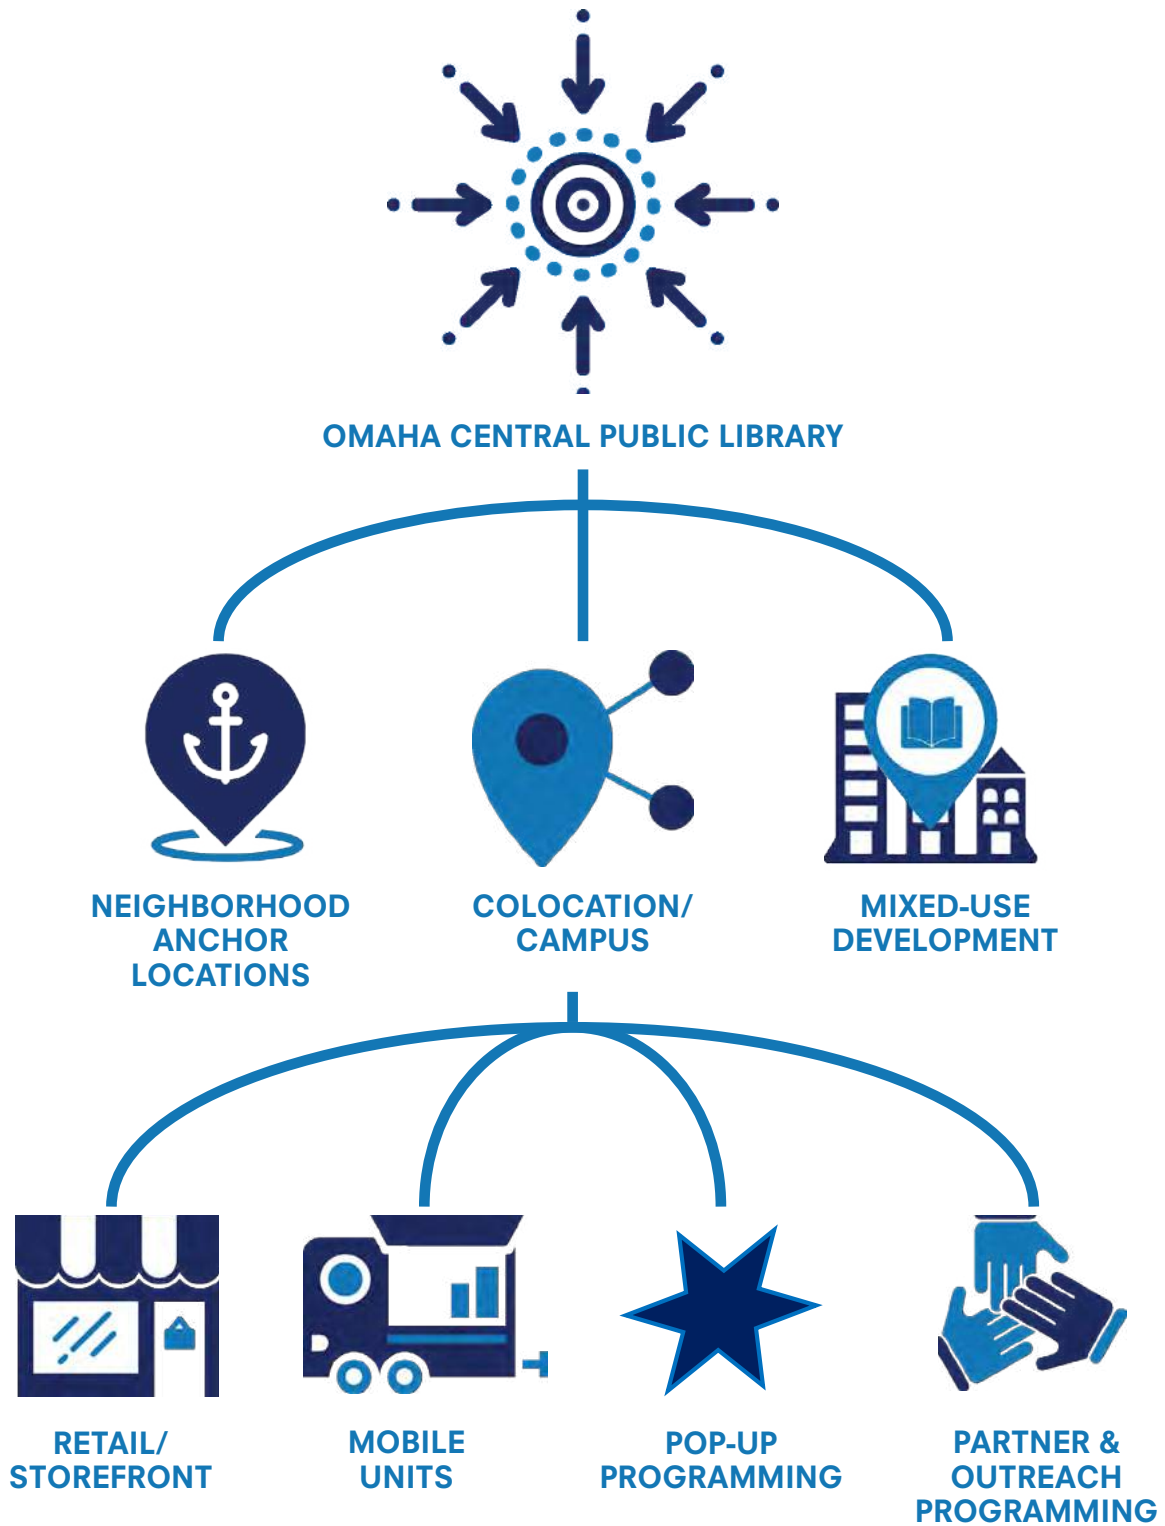 OMAHA CENTRAL PUBLIC LIBRARY
NEIGHBORHOOD
ANCHOR
LOCATIONS
COLOCATION/
CAMPUS
MIXED-USE
DEVELOPMENT
RETAIL/
STOREFRONT
MOBILE
UNITS
POP-UP
PROGRAMMING
PARTNER &
OUTREACH
PROGRAMMING